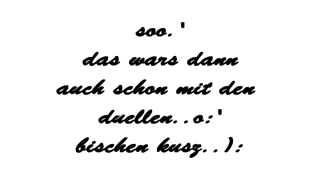 soo.'
das wars dann
auch schon mit den
duellen..o:'
bischen kusz..):